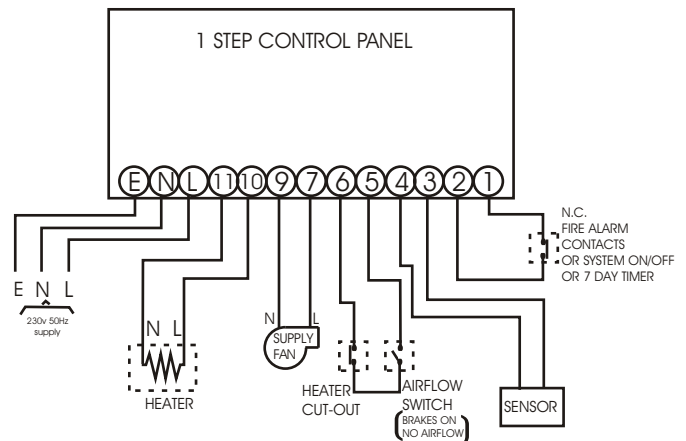 1 STEP CONTROL PANEL
E N L 11 10 9 7 6 5 4 3 2 1
N.C.
FIRE ALARM
CONTACTS
OR SYSTEM ON/OFF
OR 7 DAY TIMER
E N L
230v 50Hz
supply
N L
HEATER
N L
SUPPLY
FAN
HEATER
CUT-OUT
AIRFLOW
SWITCH
(BRAKES ON
NO AIRFLOW)
SENSOR